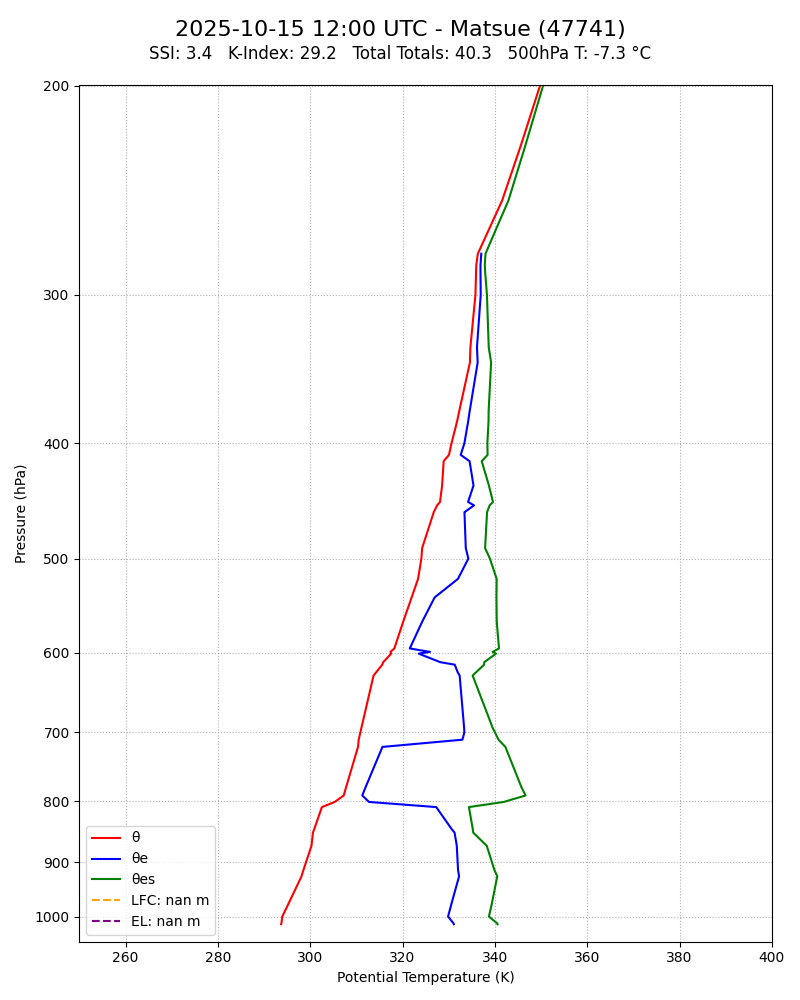 2025-10-15 12:00 UTC - Matsue (47741)
SSI: 3.4   K-Index: 29.2   Total Totals: 40.3   500hPa T: -7.3 °C
200
300
400
500
600
700
800
900
1000
Pressure (hPa)
θ
θe
θes
LFC: nan m
EL: nan m
260
280
300
320
340
360
380
400
Potential Temperature (K)